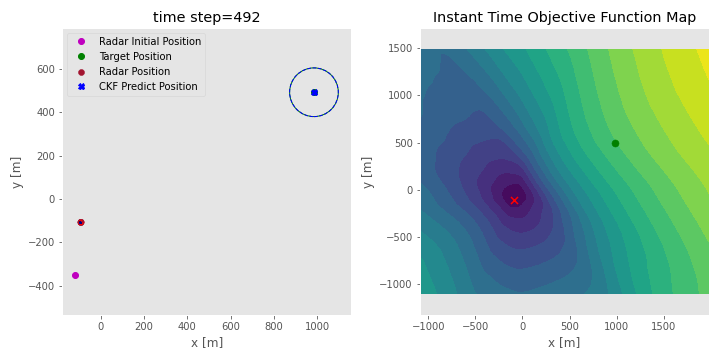 time step=492
Radar Initial Position
Target Position
Radar Position
CKF Predict Position
600
400
200
0
−200
−400
y [m]
0
200
400
600
800
1000
x [m]
Instant Time Objective Function Map
1500
1000
500
0
−500
−1000
y [m]
−1000
−500
0
500
1000
1500
x [m]